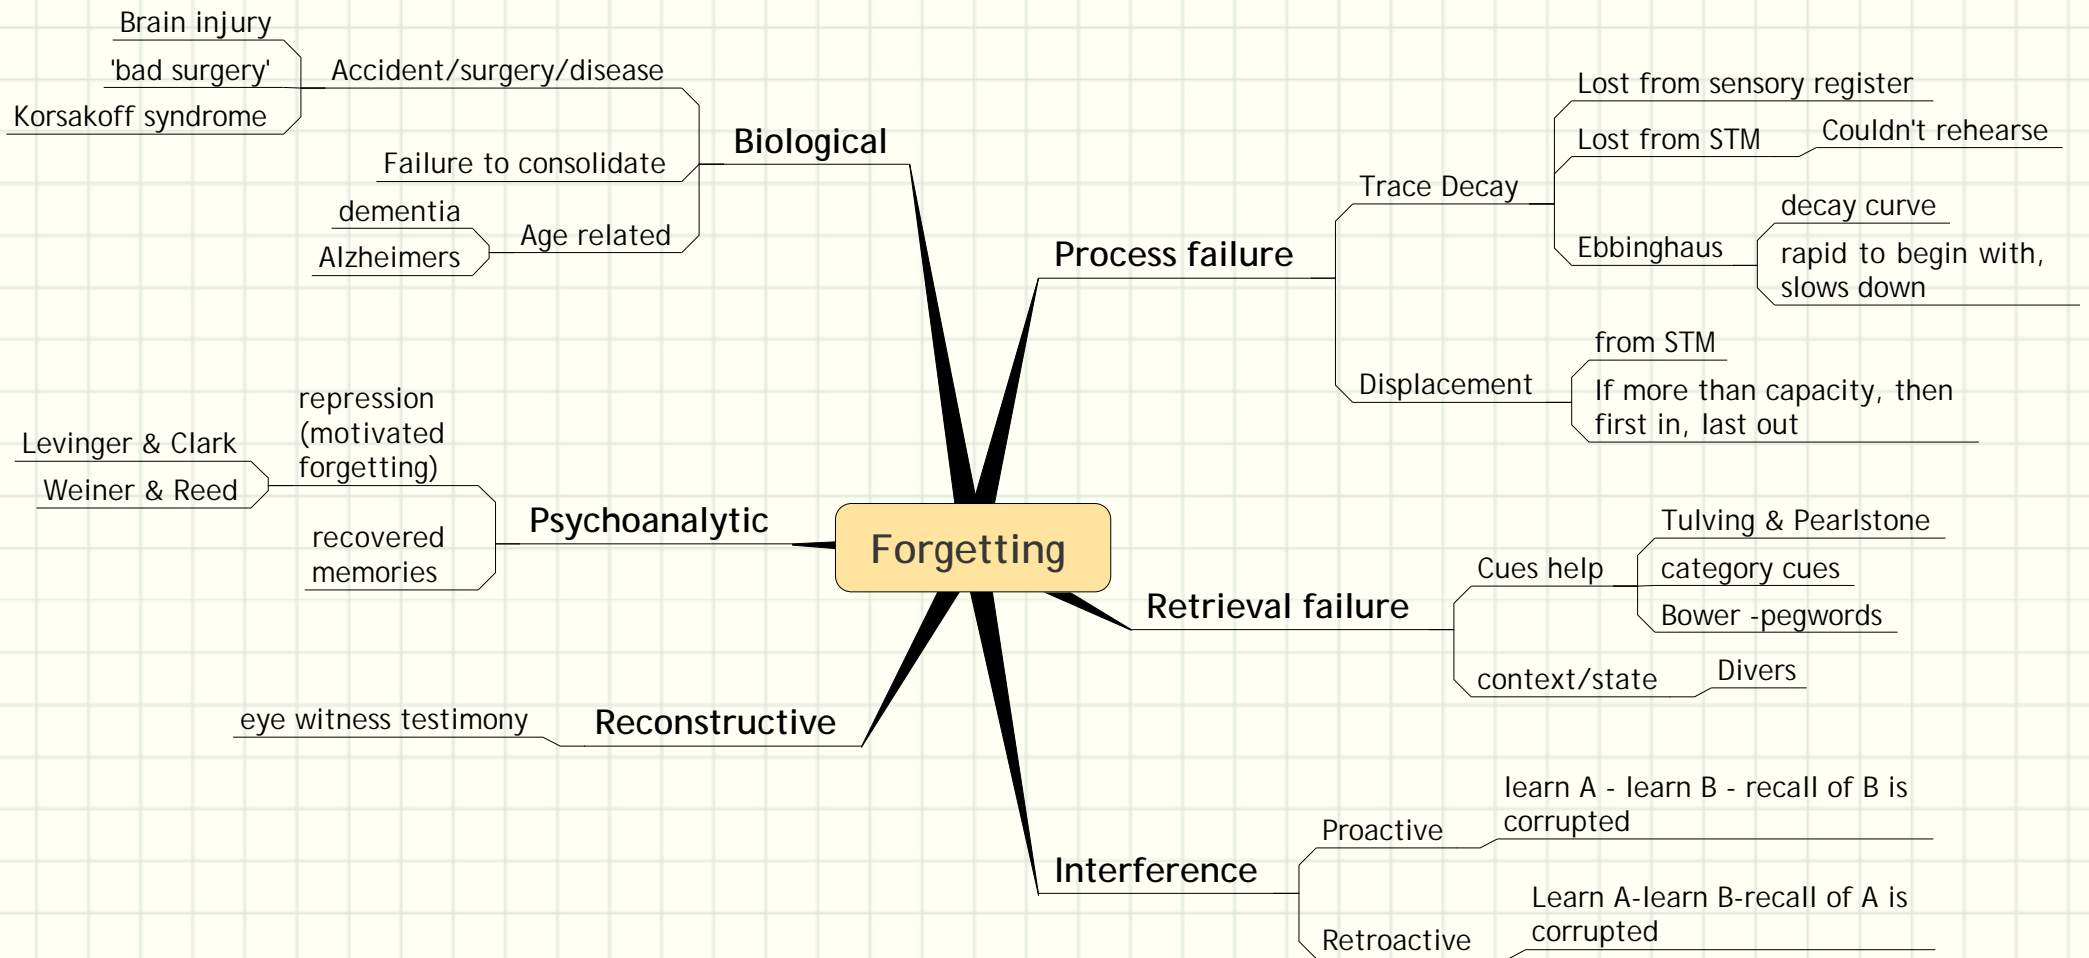 Forgetting
Biological
Accident/surgery/disease
Brain injury
'bad surgery'
Korsakoff syndrome
Failure to consolidate
Age related
dementia
Alzheimers
Psychoanalytic
repression
(motivated
forgetting)
Levinger & Clark
Weiner & Reed
recovered
memories
Reconstructive
eye witness testimony
Process failure
Trace Decay
Lost from sensory register
Lost from STM
Couldn't rehearse
Ebbinghaus
decay curve
rapid to begin with,
slows down
Displacement
from STM
If more than capacity, then
first in, last out
Retrieval failure
Cues help
Tulving & Pearlstone
category cues
Bower -pegwords
context/state
Divers
Interference
Proactive
learn A - learn B - recall of B is
corrupted
Retroactive
Learn A-learn B-recall of A is
corrupted